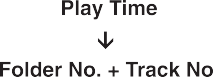 Play Time
↓
Folder No. + Track No